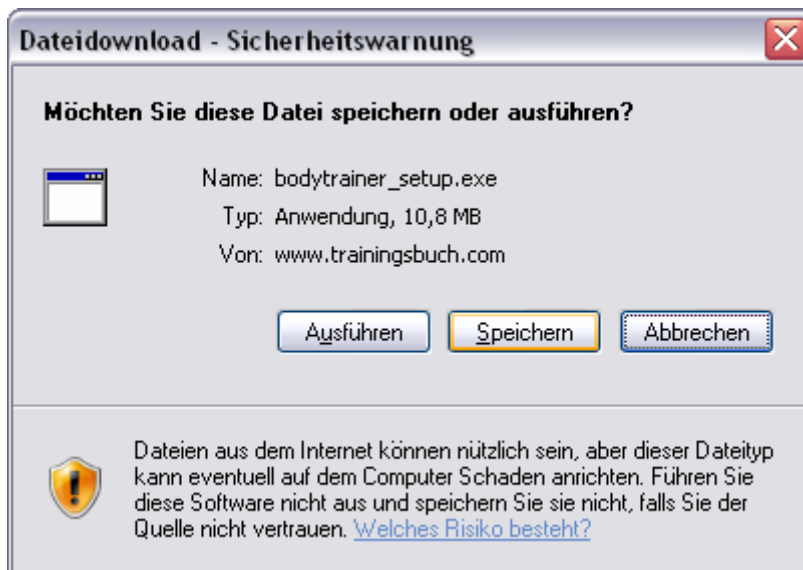 Dateidownload - Sicherheitswarnung
Möchten Sie diese Datei speichern oder ausführen?
Name: bodytrainer_setup.exe
Typ: Anwendung, 10,8 MB
Von: www.trainingsbuch.com
Ausführen Speichern Abbrechen
Dateien aus dem Internet können nützlich sein, aber dieser Dateityp
kann eventuell auf dem Computer Schaden anrichten. Führen Sie
diese Software nicht aus und speichern Sie sie nicht, falls Sie der
Quelle nicht vertrauen. Welches Risiko besteht?